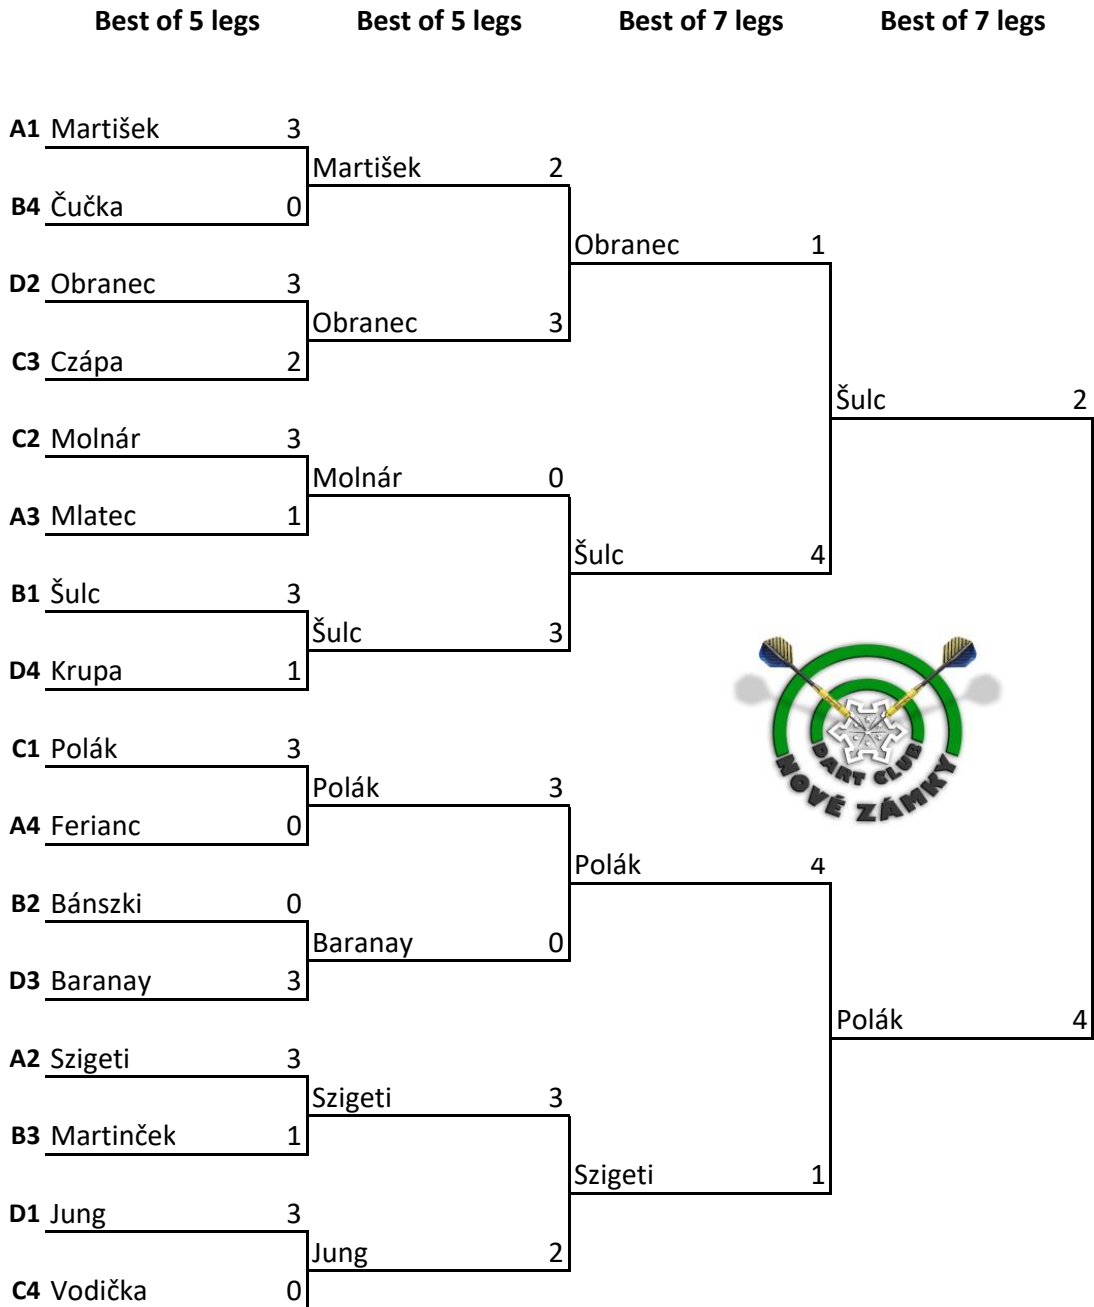 Best of 5 legs Best of 5 legs Best of 7 legs Best of 7 legs
A1 Martišek 3
Martišek 2
B4 Čučka 0
Obranec 1
D2 Obranec 3
Obranec 3
C3 Czápa 2
Šulc 2
C2 Molnár 3
Molnár 0
A3 Mlatec 1
Šulc 4
B1 Šulc 3
Šulc 3
D4 Krupa 1
C1 Polák 3
DART CLUB
NOVÉ ZÁMKY
Polák 3
A4 Ferianc 0
Polák 4
B2 Bánszki 0
Baranay 0
D3 Baranay 3
Polák 4
A2 Szigeti 3
Szigeti 3
B3 Martinček 1
Szigeti 1
D1 Jung 3
Jung 2
C4 Vodička 0